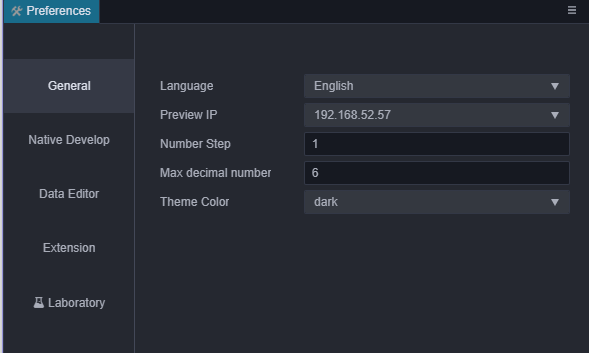 Preferences
General
Native Develop
Data Editor
Extension
Laboratory
Language English
Preview IP 192.168.52.57
Number Step 1
Max decimal number 6
Theme Color dark